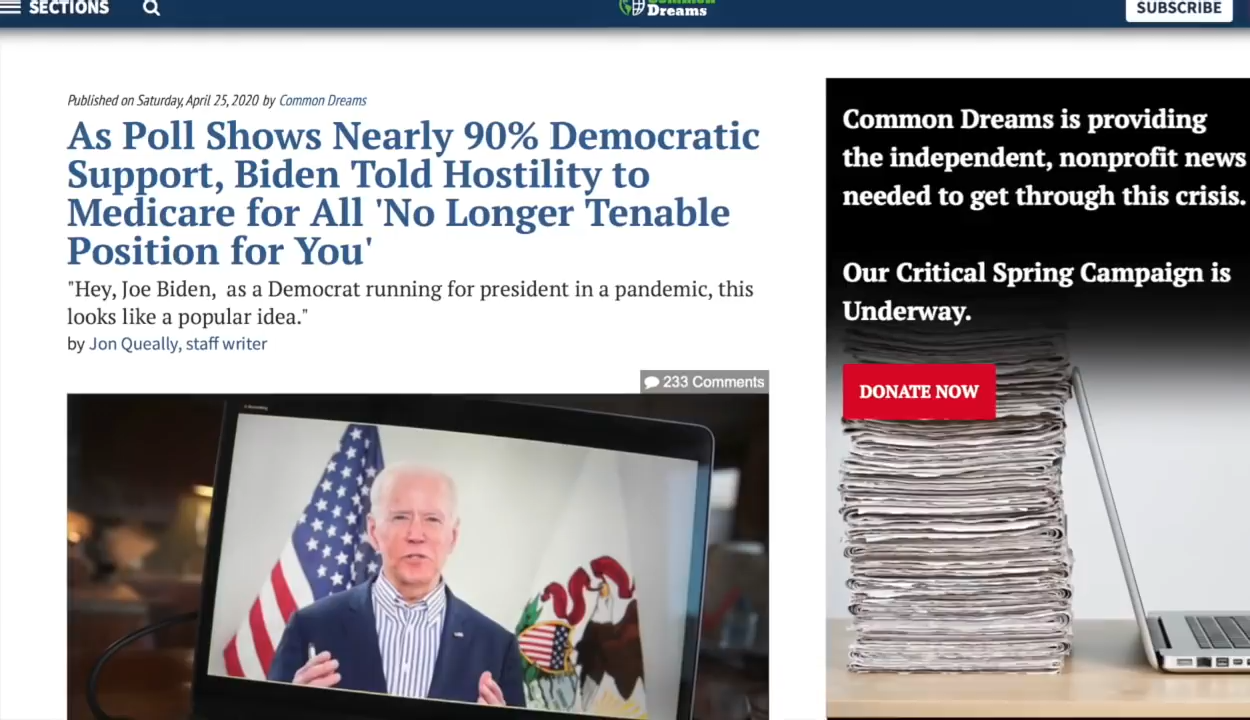 SECTIONS
Common
Dreams
SUBSCRIBE
Published on Saturday, April 25, 2020 by Common Dreams
As Poll Shows Nearly 90% Democratic
Support, Biden Told Hostility to
Medicare for All 'No Longer Tenable
Position for You'
"Hey, Joe Biden, as a Democrat running for president in a pandemic, this
looks like a popular idea."
by Jon Queally, staff writer
233 Comments
Common Dreams is providing
the independent, nonprofit news
needed to get through this crisis.
Our Critical Spring Campaign is
Underway.
DONATE NOW